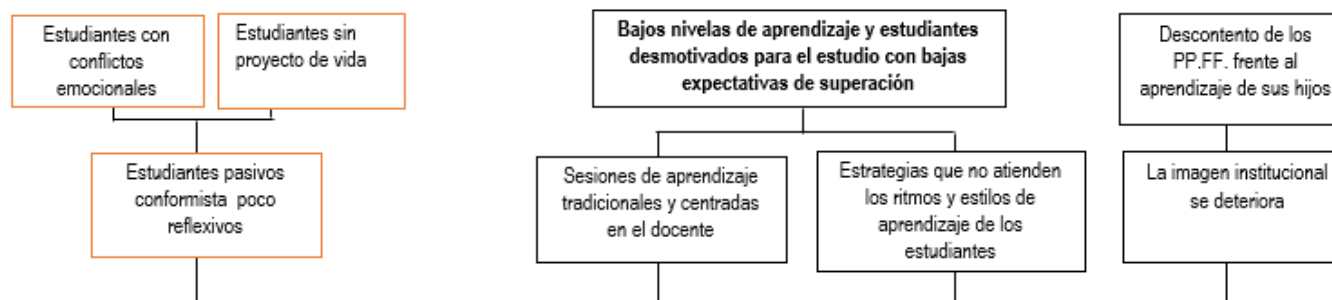 Estudiantes con
conflictos
emocionales
Estudiantes sin
proyecto de vida
Bajos nivelas de aprendizaje y estudiantes
desmotivados para el estudio con bajas
expectativas de superación
Descontento de los
PP.FF. frente al
aprendizaje de sus hijos
Estudiantes pasivos
conformista poco
reflexivos
Sesiones de aprendizaje
tradicionales y centradas
en el docente
Estrategias que no atienden
los ritmos y estilos de
aprendizaje de los
estudiantes
La imagen institucional
se deteriora